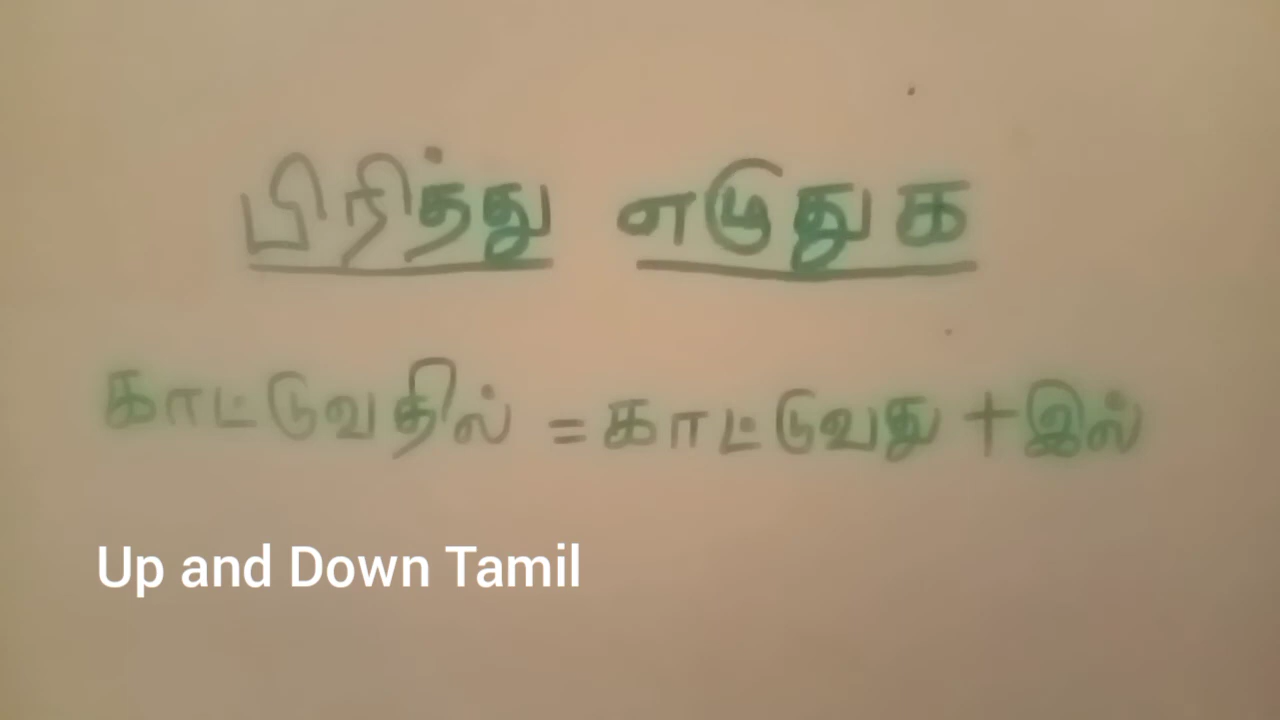 பிரித்து எழுதுக
காட்டுவதில் = காட்டுவது + இல்
Up and Down Tamil